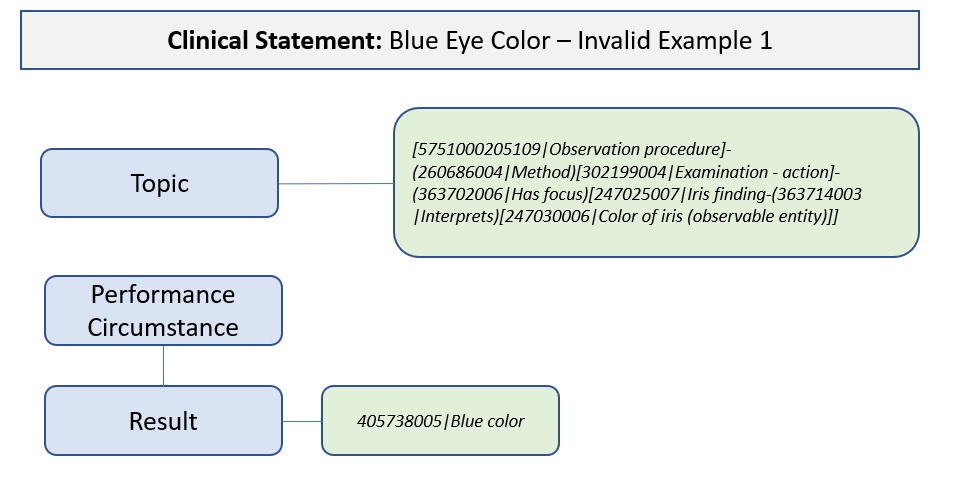 Clinical Statement: Blue Eye Color – Invalid Example 1
[5751000205109|Observation procedure]-
(260686004|Method)[302199004|Examination - action]-
(363702006|Has focus)[247025007|Iris finding-(363714003
|Interprets)[247030006|Color of iris (observable entity)]]
Topic
Performance
Circumstance
Result
405738005|Blue color